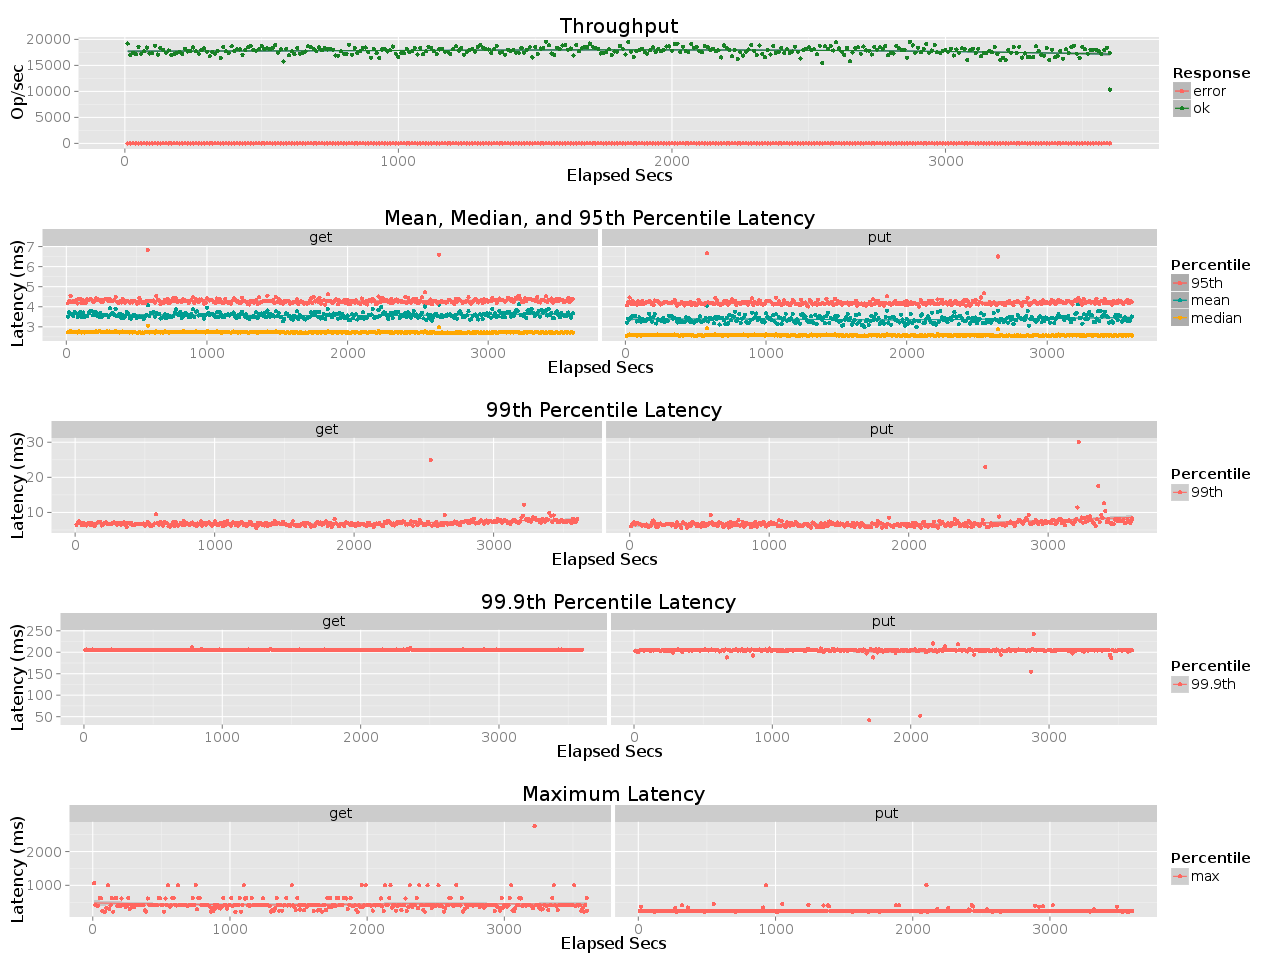 Throughput
Op/sec
20000
15000
10000
5000
0
0 1000 2000 3000
Elapsed Secs
Response
error
ok
Mean, Median, and 95th Percentile Latency
get put
Latency (ms)
7
6
5
4
3
0 1000 2000 3000 0 1000 2000 3000
Elapsed Secs
Percentile
95th
mean
median
99th Percentile Latency
get put
Latency (ms)
30
20
10
0 1000 2000 3000 0 1000 2000 3000
Elapsed Secs
Percentile
99th
99.9th Percentile Latency
get put
Latency (ms)
250
200
150
100
50
0 1000 2000 3000 0 1000 2000 3000
Elapsed Secs
Percentile
99.9th
Maximum Latency
get put
Latency (ms)
2000
1000
0 1000 2000 3000 0 1000 2000 3000
Elapsed Secs
Percentile
max